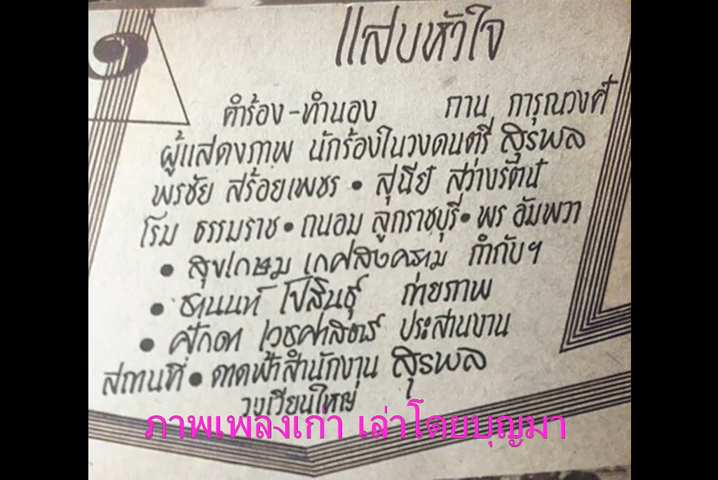 ๑
แสบหัวใจ
คำร้อง-ทำนอง กาน การุณวงศ์
ผู้แสดงภาพ นักร้องในวงดนตรี สุรพล
พรชัย สร้อยเพชร • สุนีย์ สว่างรัตน์
โรม ธรรมราช • ถนอม ลูกราชบุรี • พร อัมพวา
• สุขเกษม เกศสงคราม กำกับฯ
• ชานนท์ โปสินธุ์ ถ่ายภาพ
• ศักดา เวชศาสตร์ ประสานงาน
สถานที่ • ดาดฟ้าสำนักงาน สุรพล
วงเวียนใหญ่
ภาพเพลงเก่า เล่าโดยบุญมา